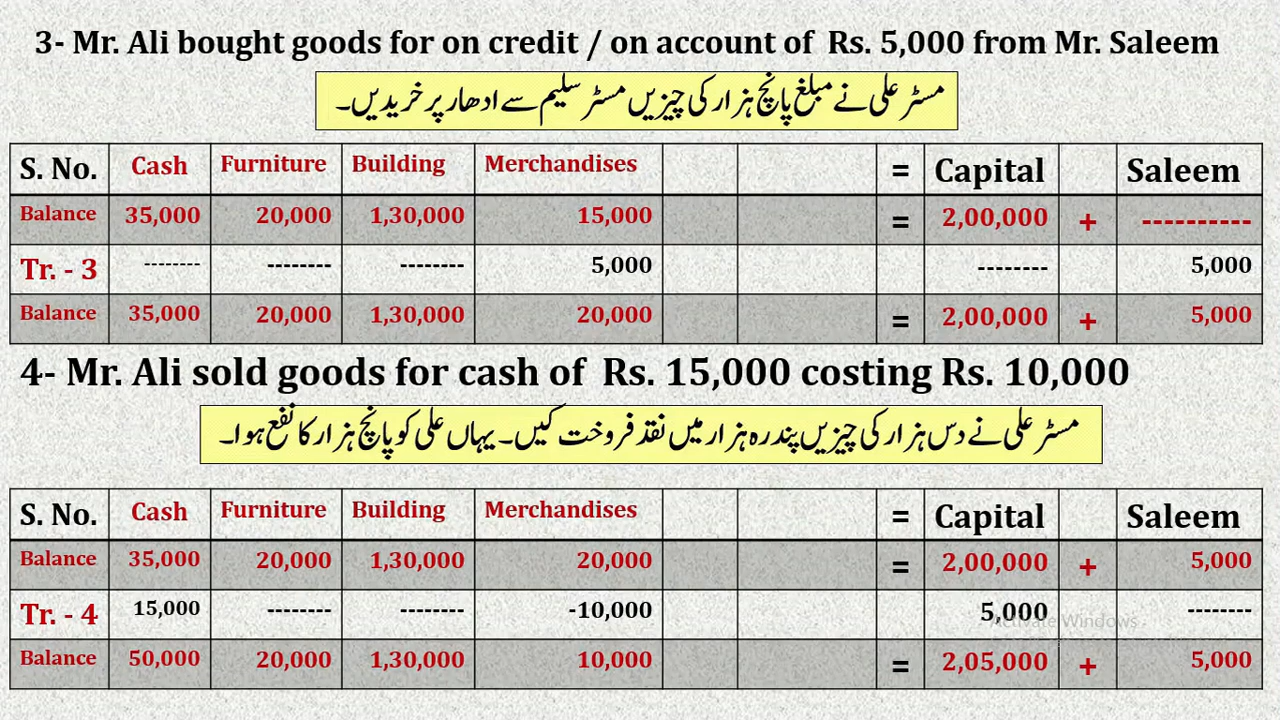 3- Mr. Ali bought goods for on credit / on account of Rs. 5,000 from Mr. Saleem
مسٹر علی نے مبلغ پانچ ہزار کی چیزیں مسٹر سلیم سے ادھار پر خریدیں۔
S. No. Cash Furniture Building Merchandises = Capital Saleem
Balance 35,000 20,000 1,30,000 15,000 = 2,00,000 + ----------
Tr. - 3 -------- -------- -------- 5,000 -------- 5,000
Balance 35,000 20,000 1,30,000 20,000 = 2,00,000 + 5,000
4- Mr. Ali sold goods for cash of Rs. 15,000 costing Rs. 10,000
مسٹر علی نے دس ہزار کی چیزیں پندرہ ہزار میں نقد فروخت کیں۔ یہاں علی کو پانچ ہزار کا نفع ہوا۔
S. No. Cash Furniture Building Merchandises = Capital Saleem
Balance 35,000 20,000 1,30,000 20,000 = 2,00,000 + 5,000
Tr. - 4 15,000 -------- -------- -10,000 5,000 --------
Activate Windows
Balance 50,000 20,000 1,30,000 10,000 = 2,05,000 + 5,000